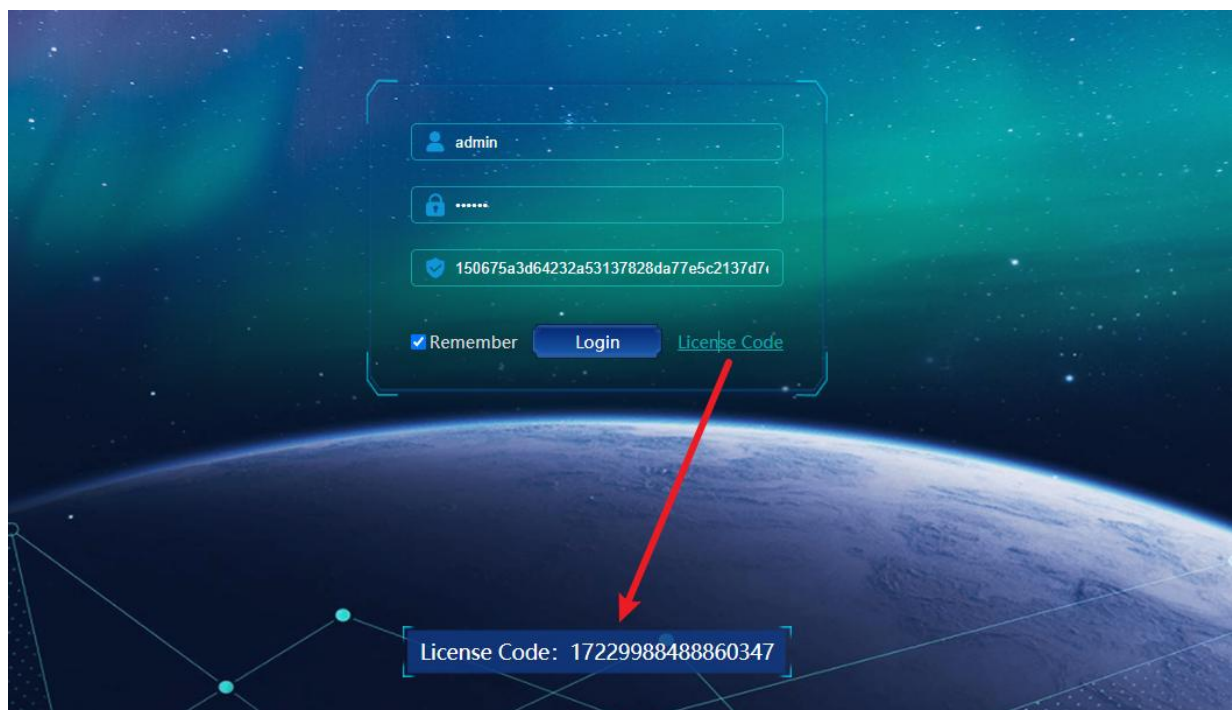 admin
••••••
150675a3d64232a53137828da77e5c2137d7
Remember
Login
License Code
License Code: 17229988488860347